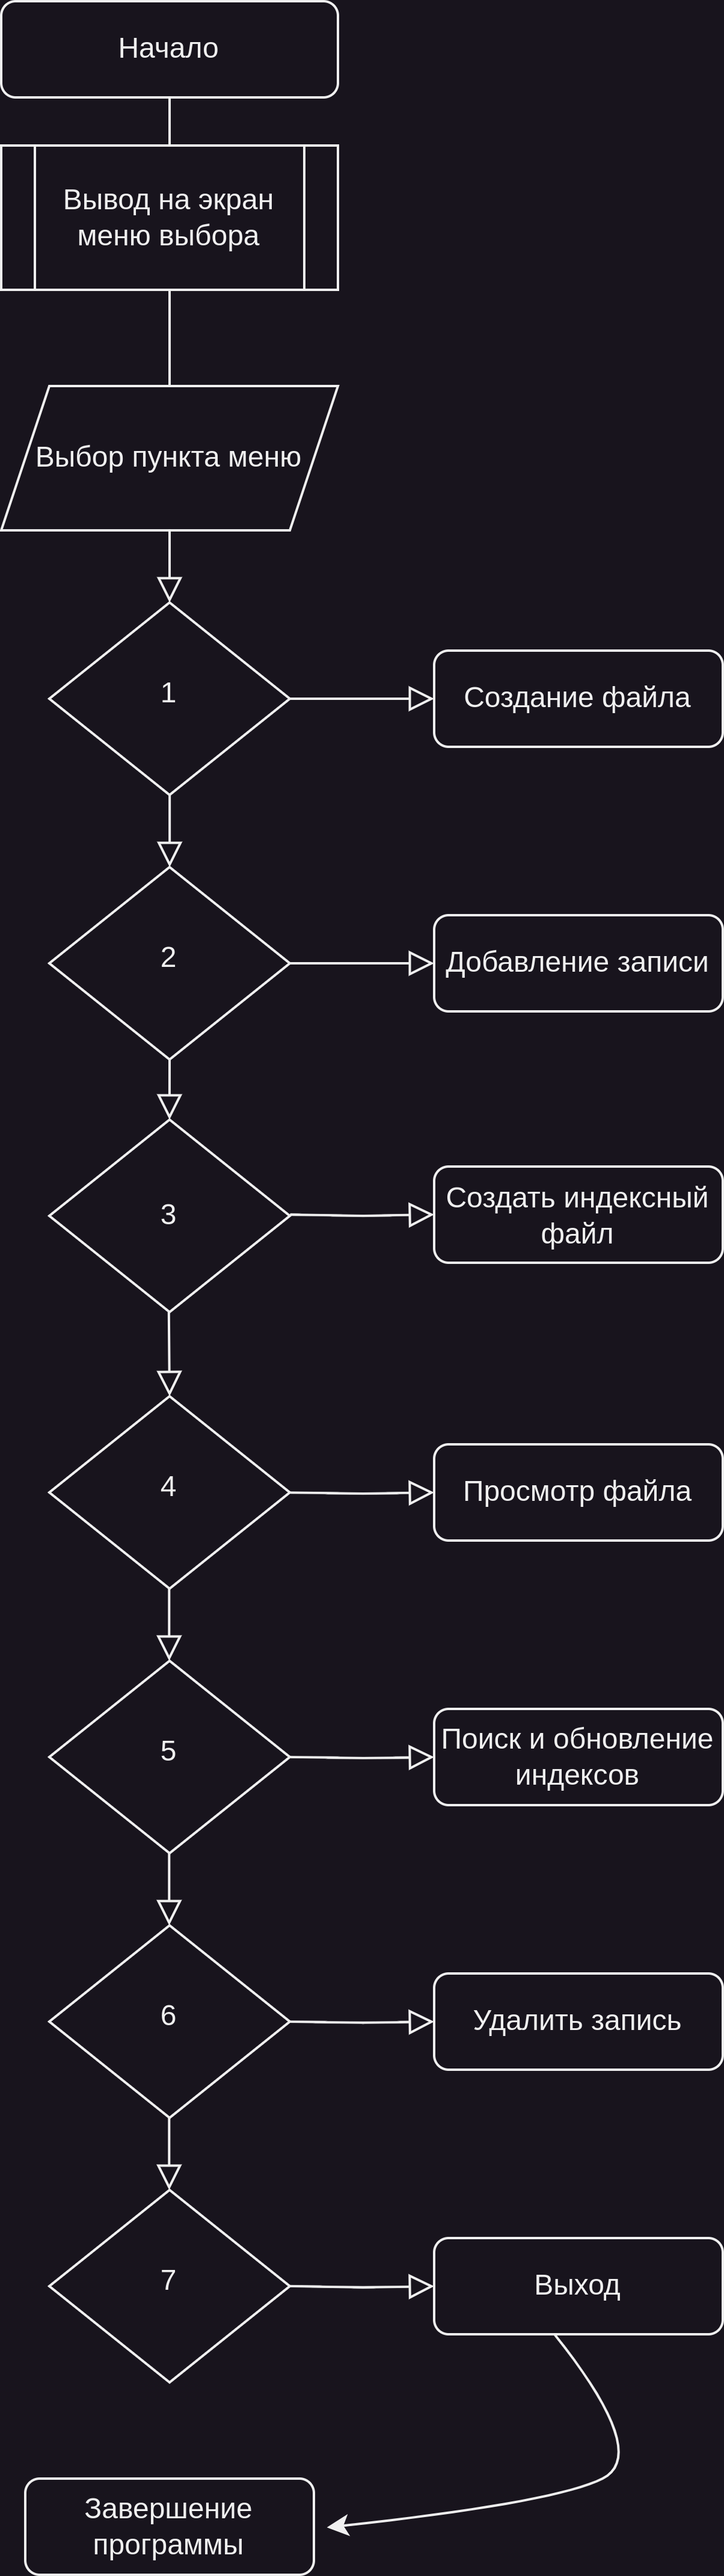 Начало
Вывод на экран
меню выбора
Выбор пункта меню
1
Создание файла
2
Добавление записи
3
Создать индексный
файл
4
Просмотр файла
5
Поиск и обновление
индексов
6
Удалить запись
7
Выход
Завершение
программы